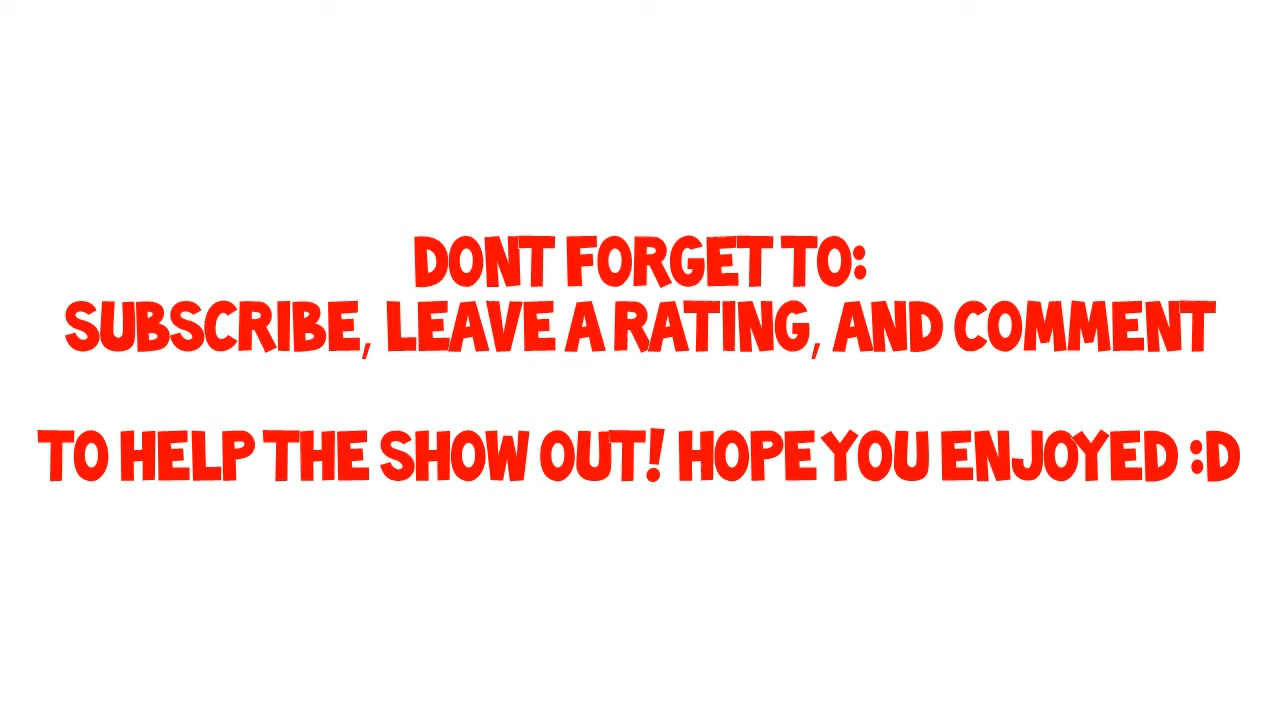 DONT FORGET TO:
SUBSCRIBE, LEAVE A RATING, AND COMMENT
TO HELP THE SHOW OUT! HOPE YOU ENJOYED :D